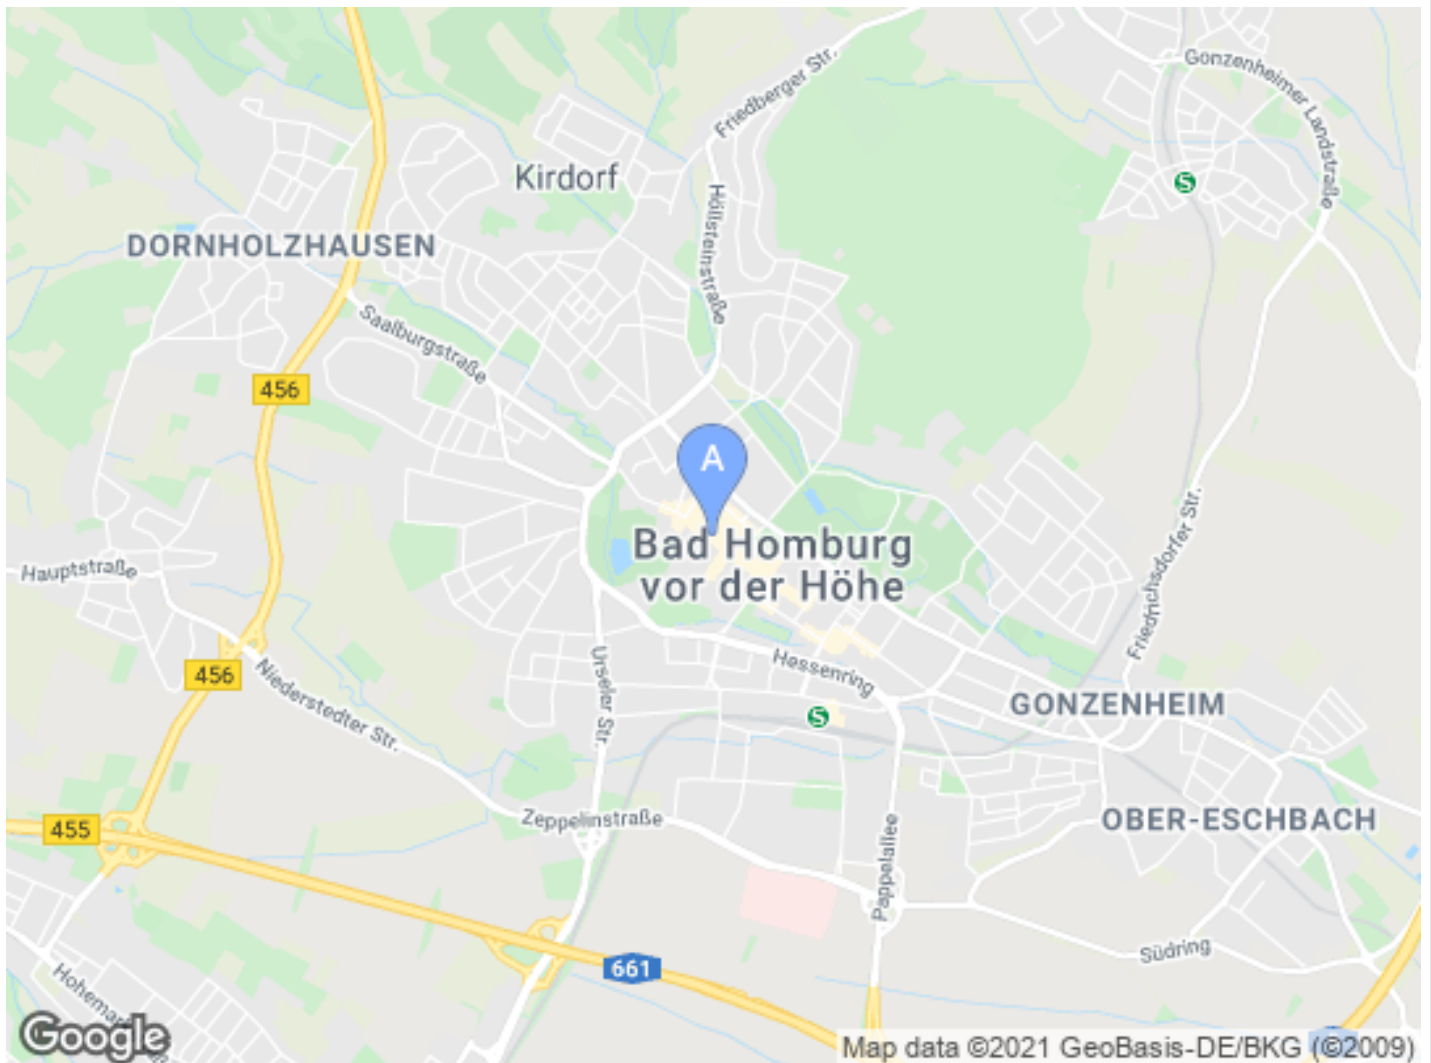 Friedberger Str.
Gonzenheimer Landstraße
Kirdorf
S
Höllsteinstraße
DORNHOLZHAUSEN
Saalburgstraße
456
A
Bad Homburg
vor der Höhe
Hauptstraße
Friedrichsdorfer Str.
456
Niederstedter Str.
Urseler Str.
Hessenring
GONZENHEIM
S
455
Zeppelinstraße
OBER-ESCHBACH
Pappelallee
Südring
661
Google
Map data ©2021 GeoBasis-DE/BKG (©2009)